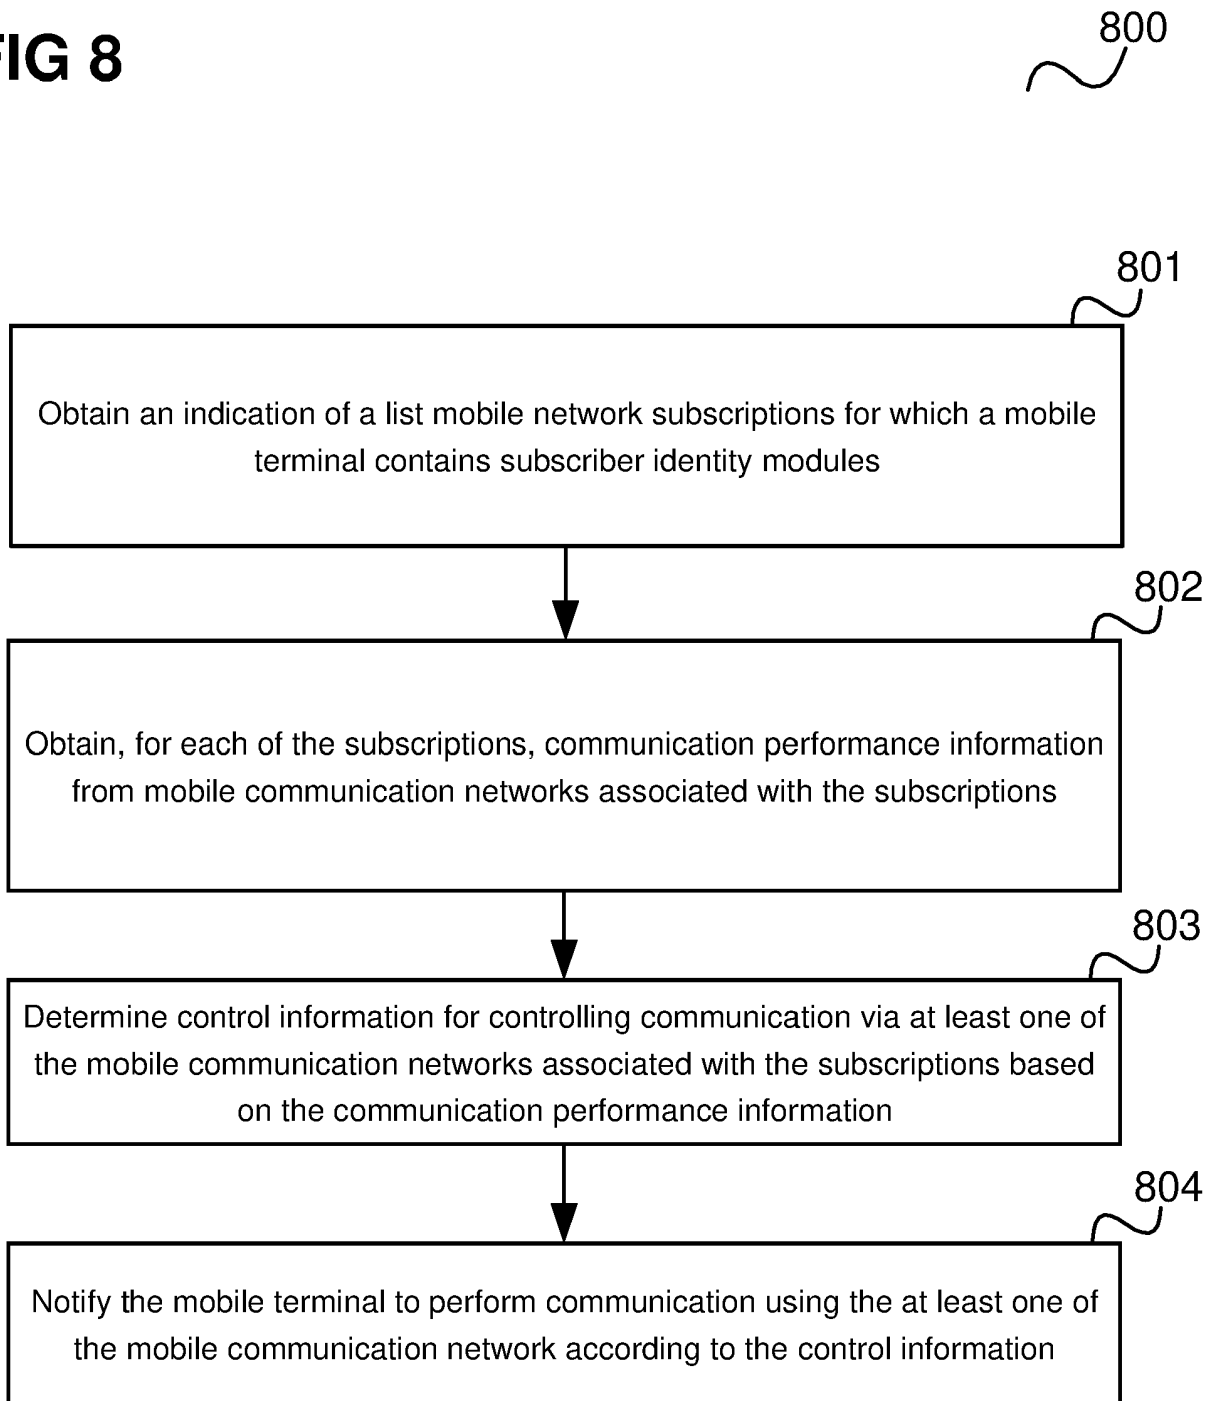 FIG 8
800
801
Obtain an indication of a list mobile network subscriptions for which a mobile
terminal contains subscriber identity modules
802
Obtain, for each of the subscriptions, communication performance information
from mobile communication networks associated with the subscriptions
803
Determine control information for controlling communication via at least one of
the mobile communication networks associated with the subscriptions based
on the communication performance information
804
Notify the mobile terminal to perform communication using the at least one of
the mobile communication network according to the control information